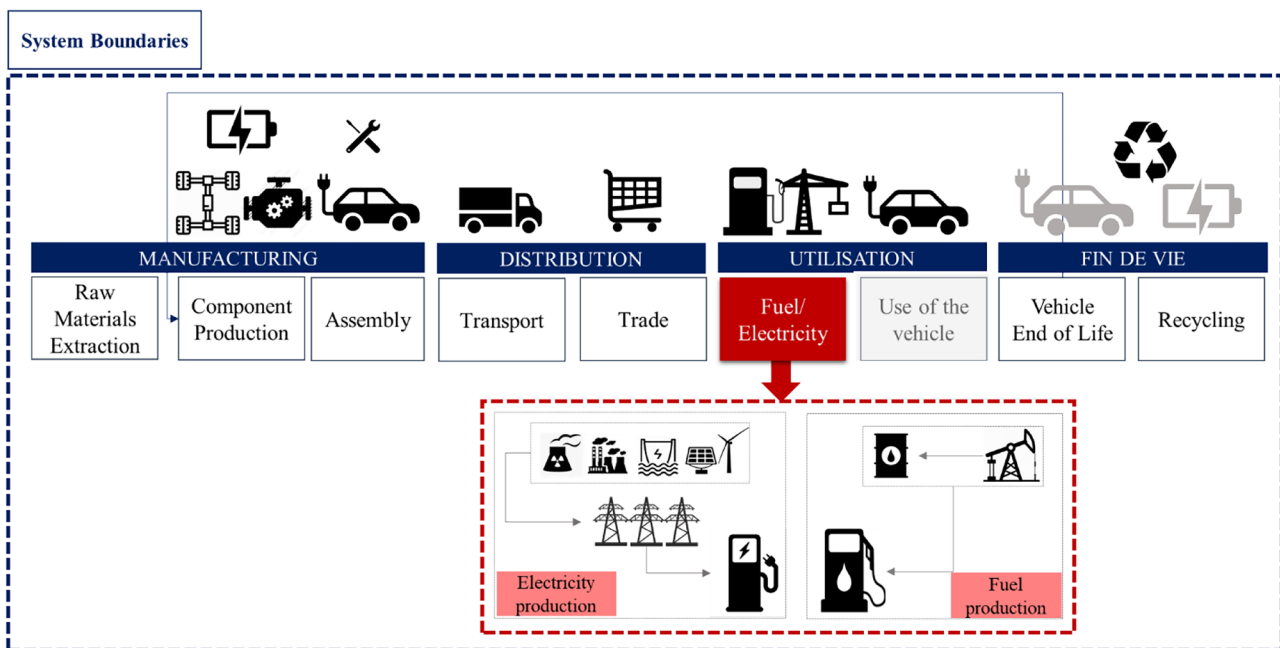 System Boundaries
MANUFACTURING
DISTRIBUTION
UTILISATION
FIN DE VIE
Raw
Materials
Extraction
Component
Production
Assembly
Transport
Trade
Fuel/
Electricity
Use of the
vehicle
Vehicle
End of Life
Recycling
Electricity
production
Fuel
production